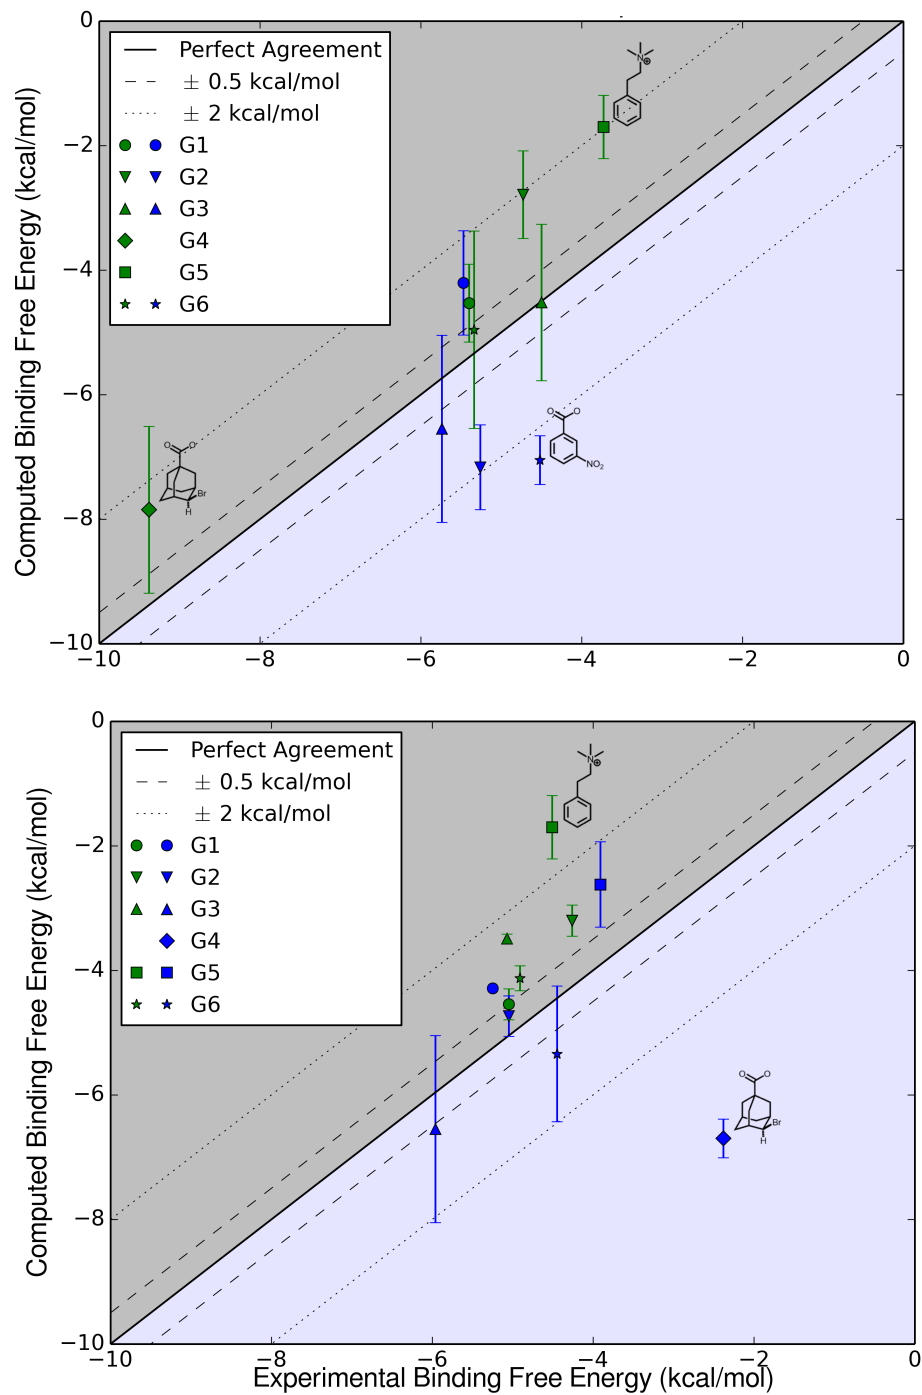 Computed Binding Free Energy (kcal/mol)
0
−2
−4
−6
−8
−10
Perfect Agreement
± 0.5 kcal/mol
± 2 kcal/mol
G1
G2
G3
G4
G5
G6
N
⊕
O O
NO2
O O-
Br
H
−10 −8 −6 −4 −2 0
Computed Binding Free Energy (kcal/mol)
0
−2
−4
−6
−8
−10
Perfect Agreement
± 0.5 kcal/mol
± 2 kcal/mol
G1
G2
G3
G4
G5
G6
N
⊕
O O
Br
H
−10 −8 −6 −4 −2 0
Experimental Binding Free Energy (kcal/mol)